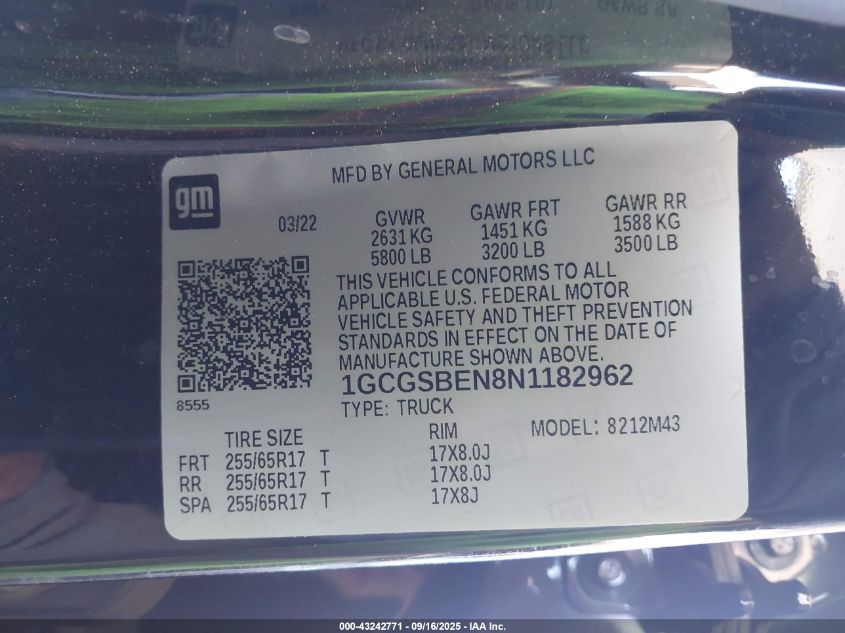 MFD BY GENERAL MOTORS LLC
gm
03/22
GVWR GAWR FRT GAWR RR
2631 KG 1451 KG 1588 KG
5800 LB 3200 LB 3500 LB
THIS VEHICLE CONFORMS TO ALL
APPLICABLE U.S. FEDERAL MOTOR
VEHICLE SAFETY AND THEFT PREVENTION
STANDARDS IN EFFECT ON THE DATE OF
MANUFACTURE SHOWN ABOVE.
1GCGSBEN8N1182962
8555
TYPE: TRUCK
MODEL: 8212M43
TIRE SIZE RIM
FRT 255/65R17 T 17X8.0J
RR 255/65R17 T 17X8.0J
SPA 255/65R17 T 17X8J
000-43242771 - 09/16/2025 - IAA Inc.